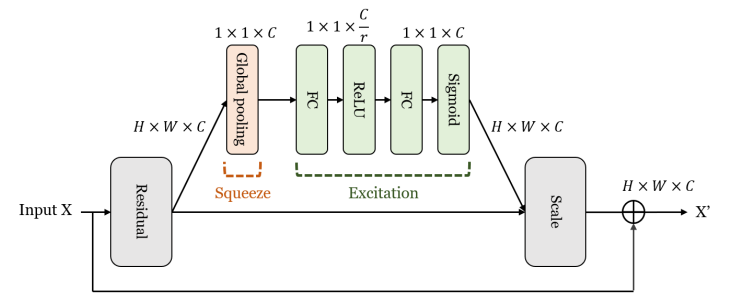 1 × 1 × C
1 × 1 × C/r
1 × 1 × C
Global pooling
FC
ReLU
FC
Sigmoid
H × W × C
H × W × C
Squeeze
Excitation
Residual
Scale
H × W × C
Input X
X’